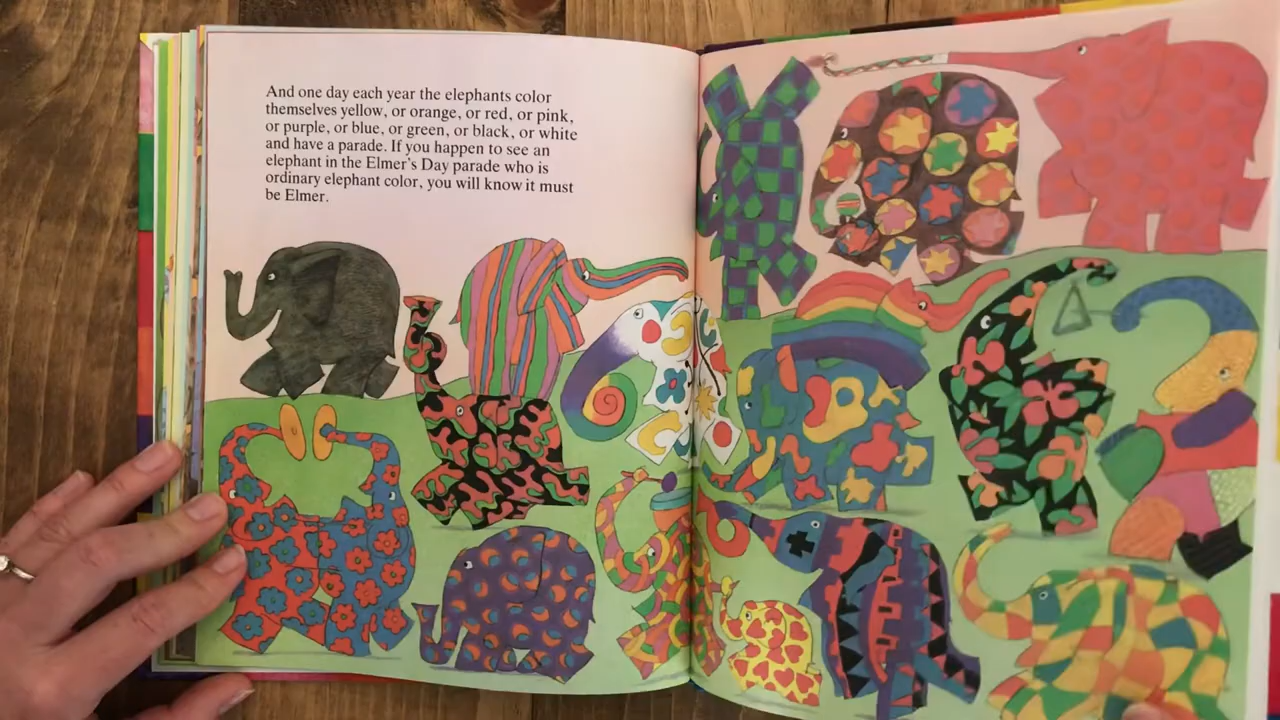 And one day each year the elephants color
themselves yellow, or orange, or red, or pink,
or purple, or blue, or green, or black, or white
and have a parade. If you happen to see an
elephant in the Elmer's Day parade who is
ordinary elephant color, you will know it must
be Elmer.